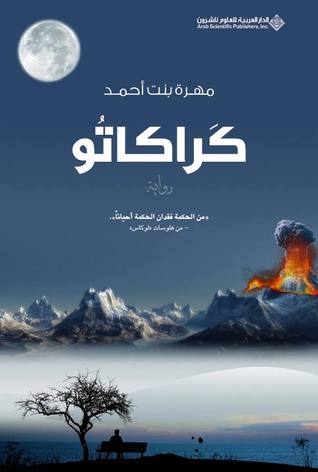 الدار العربية للعلوم ناشرون
Arab Scientific Publishers, Inc.
مهرة بنت أحمد
كَراكاتُو
رواية
«من الحكمة فقدان الحكمة أحياناً».
– من هلوسات «لوكاس»